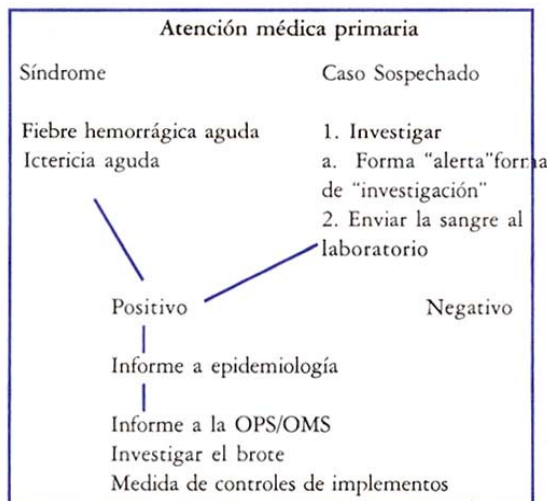 Atención médica primaria
Síndrome
Caso Sospechado
Fiebre hemorrágica aguda
Ictericia aguda
1. Investigar
a. Forma “alerta”forma
de “investigación”
2. Enviar la sangre al
laboratorio
Positivo
Negativo
Informe a epidemiología
Informe a la OPS/OMS
Investigar el brote
Medida de controles de implementos